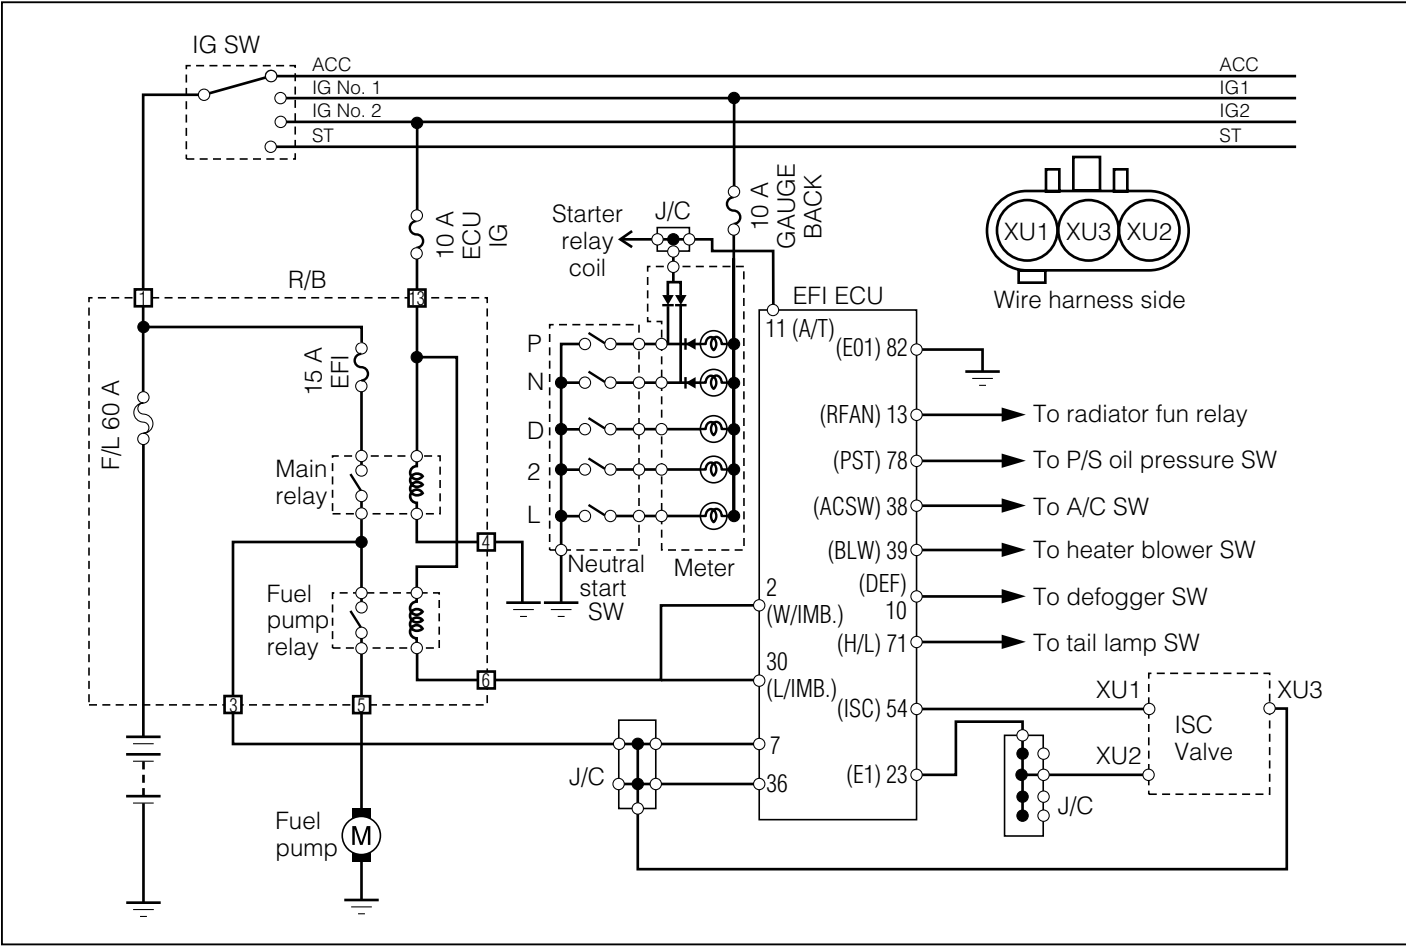 IG SW
ACC
ACC
IG No. 1
IG1
IG No. 2
IG2
ST
ST
10 A
ECU
IG
10 A
GAUGE
BACK
Starter
relay
coil
J/C
XU1
XU3
XU2
Wire harness side
R/B
1
13
EFI ECU
11 (A/T)
(E01) 82
15 A
EFI
F/L 60 A
P
N
D
2
L
(RFAN) 13
To radiator fun relay
(PST) 78
To P/S oil pressure SW
(ACSW) 38
To A/C SW
(BLW) 39
To heater blower SW
(DEF)
10
To defogger SW
(H/L) 71
To tail lamp SW
Main
relay
4
Neutral
start
SW
Meter
Fuel
pump
relay
2
(W/IMB.)
30
(L/IMB.)
6
3
5
(ISC) 54
XU1
XU3
ISC
Valve
XU2
(E1) 23
J/C
7
36
J/C
Fuel
pump
M